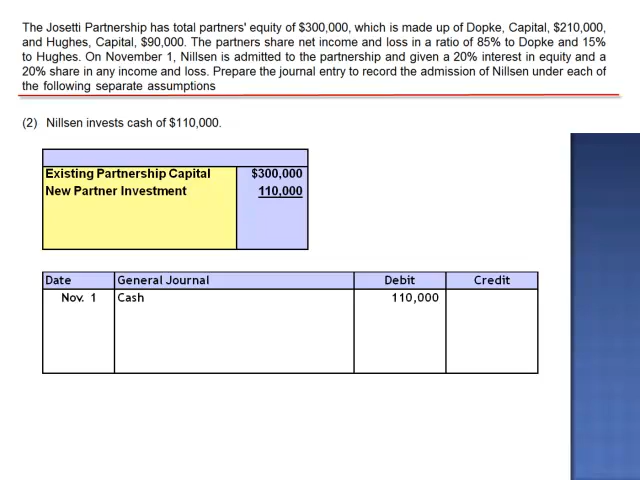 The Josetti Partnership has total partners' equity of $300,000, which is made up of Dopke, Capital, $210,000,
and Hughes, Capital, $90,000. The partners share net income and loss in a ratio of 85% to Dopke and 15%
to Hughes. On November 1, Nillsen is admitted to the partnership and given a 20% interest in equity and a
20% share in any income and loss. Prepare the journal entry to record the admission of Nillsen under each of
the following separate assumptions
(2) Nillsen invests cash of $110,000.
Existing Partnership Capital $300,000
New Partner Investment 110,000
Date General Journal Debit Credit
Nov. 1 Cash 110,000